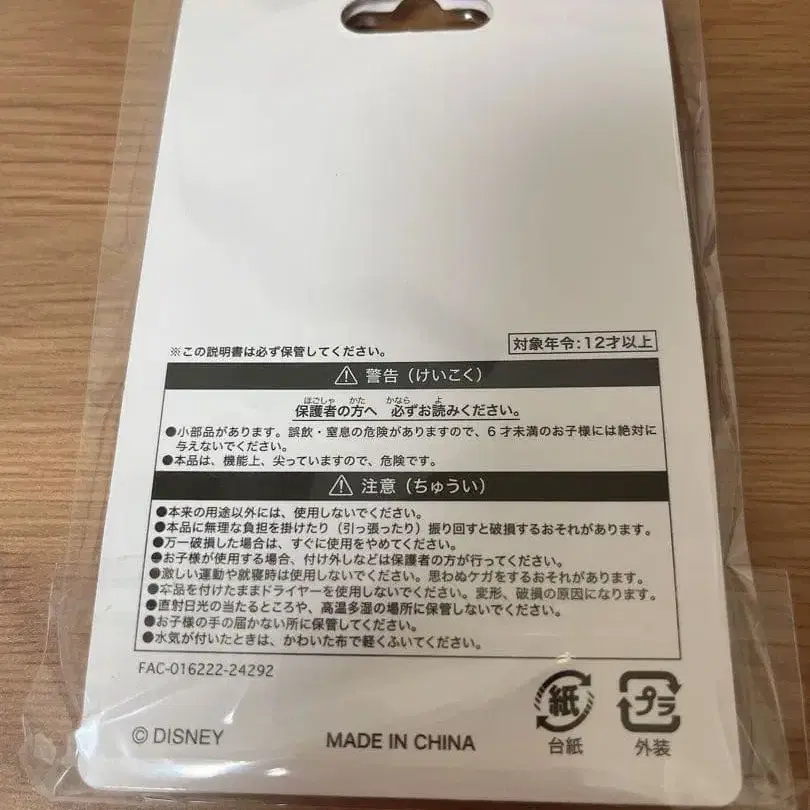 ※この説明書は必ず保管してください。
対象年令:12才以上
警告（けいこく）
ほごしゃ かた かなら よ
保護者の方へ 必ずお読みください。
●小部品があります。誤飲・窒息の危険がありますので、6才未満のお子様には絶対に
与えないでください。
●本品は、機能上、尖っていますので、危険です。
注意（ちゅうい）
●本来の用途以外には、使用しないでください。
●本品に無理な負担を掛けたり（引っ張ったり）振り回すと破損するおそれがあります。
●万一破損した場合は、すぐに使用をやめてください。
●お子様が使用する場合、付け外しなどは保護者の方が行ってください。
●激しい運動や就寝時は使用しないでください。思わぬケガをするおそれがあります。
●本品を付けたままドライヤーを使用しないでください。変形、破損の原因になります。
●直射日光の当たるところや、高温多湿の場所に保管しないでください。
●お子様の手の届かない所に保管してください。
●水気が付いたときは、かわいた布で軽くふいてください。
FAC-016222-24292
© DISNEY
MADE IN CHINA
紙
台紙
プラ
外装